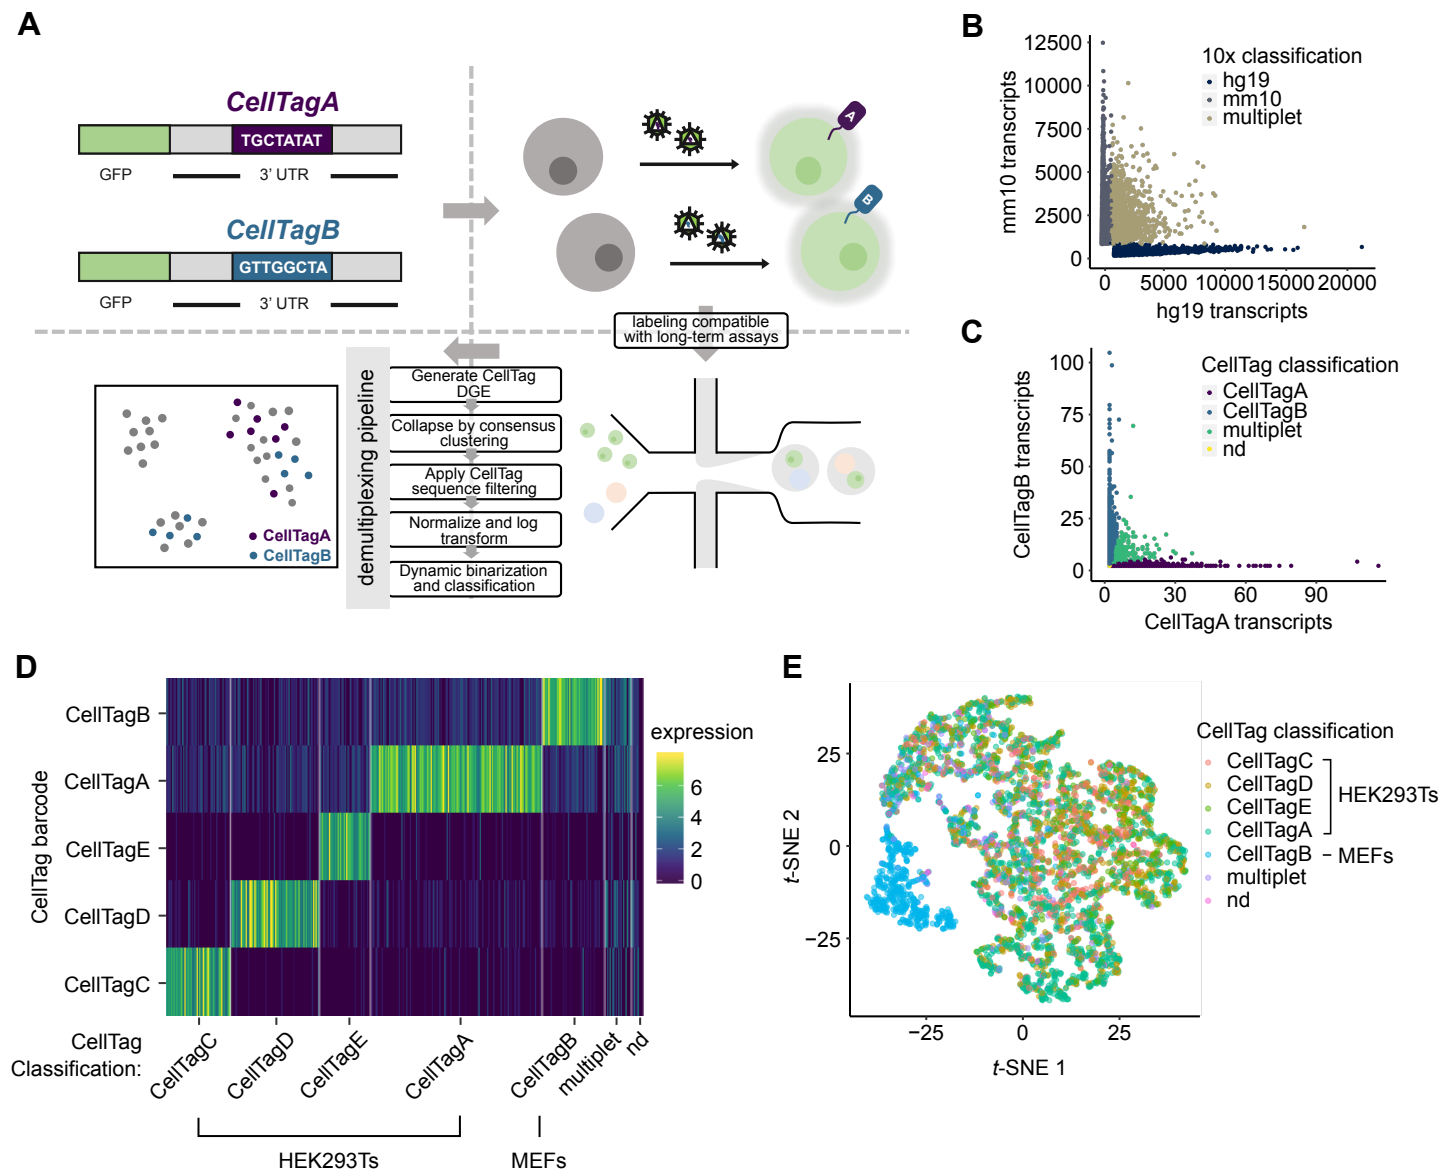 A
CellTagA
TGCTATAT
GFP
3’ UTR
CellTagB
GTTGGCTA
GFP
3’ UTR
A
B
labeling compatible
with long-term assays
demultiplexing pipeline
Generate CellTag
DGE
Collapse by consensus
clustering
Apply CellTag
sequence filtering
Normalize and log
transform
Dynamic binarization
and classification
CellTagA
CellTagB
B
mm10 transcripts
12500
10000
7500
5000
2500
0
0
5000
10000
15000
20000
hg19 transcripts
10x classification
hg19
mm10
multiplet
C
CellTagB transcripts
100
75
50
25
0
0
30
60
90
CellTagA transcripts
CellTag classification
CellTagA
CellTagB
multiplet
nd
D
CellTag barcode
CellTagB
CellTagA
CellTagE
CellTagD
CellTagC
expression
6
4
2
0
CellTag
Classification:
CellTagC
CellTagD
CellTagE
CellTagA
CellTagB
multiplet
nd
HEK293Ts
MEFs
E
t-SNE 2
25
0
−25
−25
0
25
t-SNE 1
CellTag classification
CellTagC
CellTagD
CellTagE
CellTagA
CellTagB
multiplet
nd
HEK293Ts
MEFs